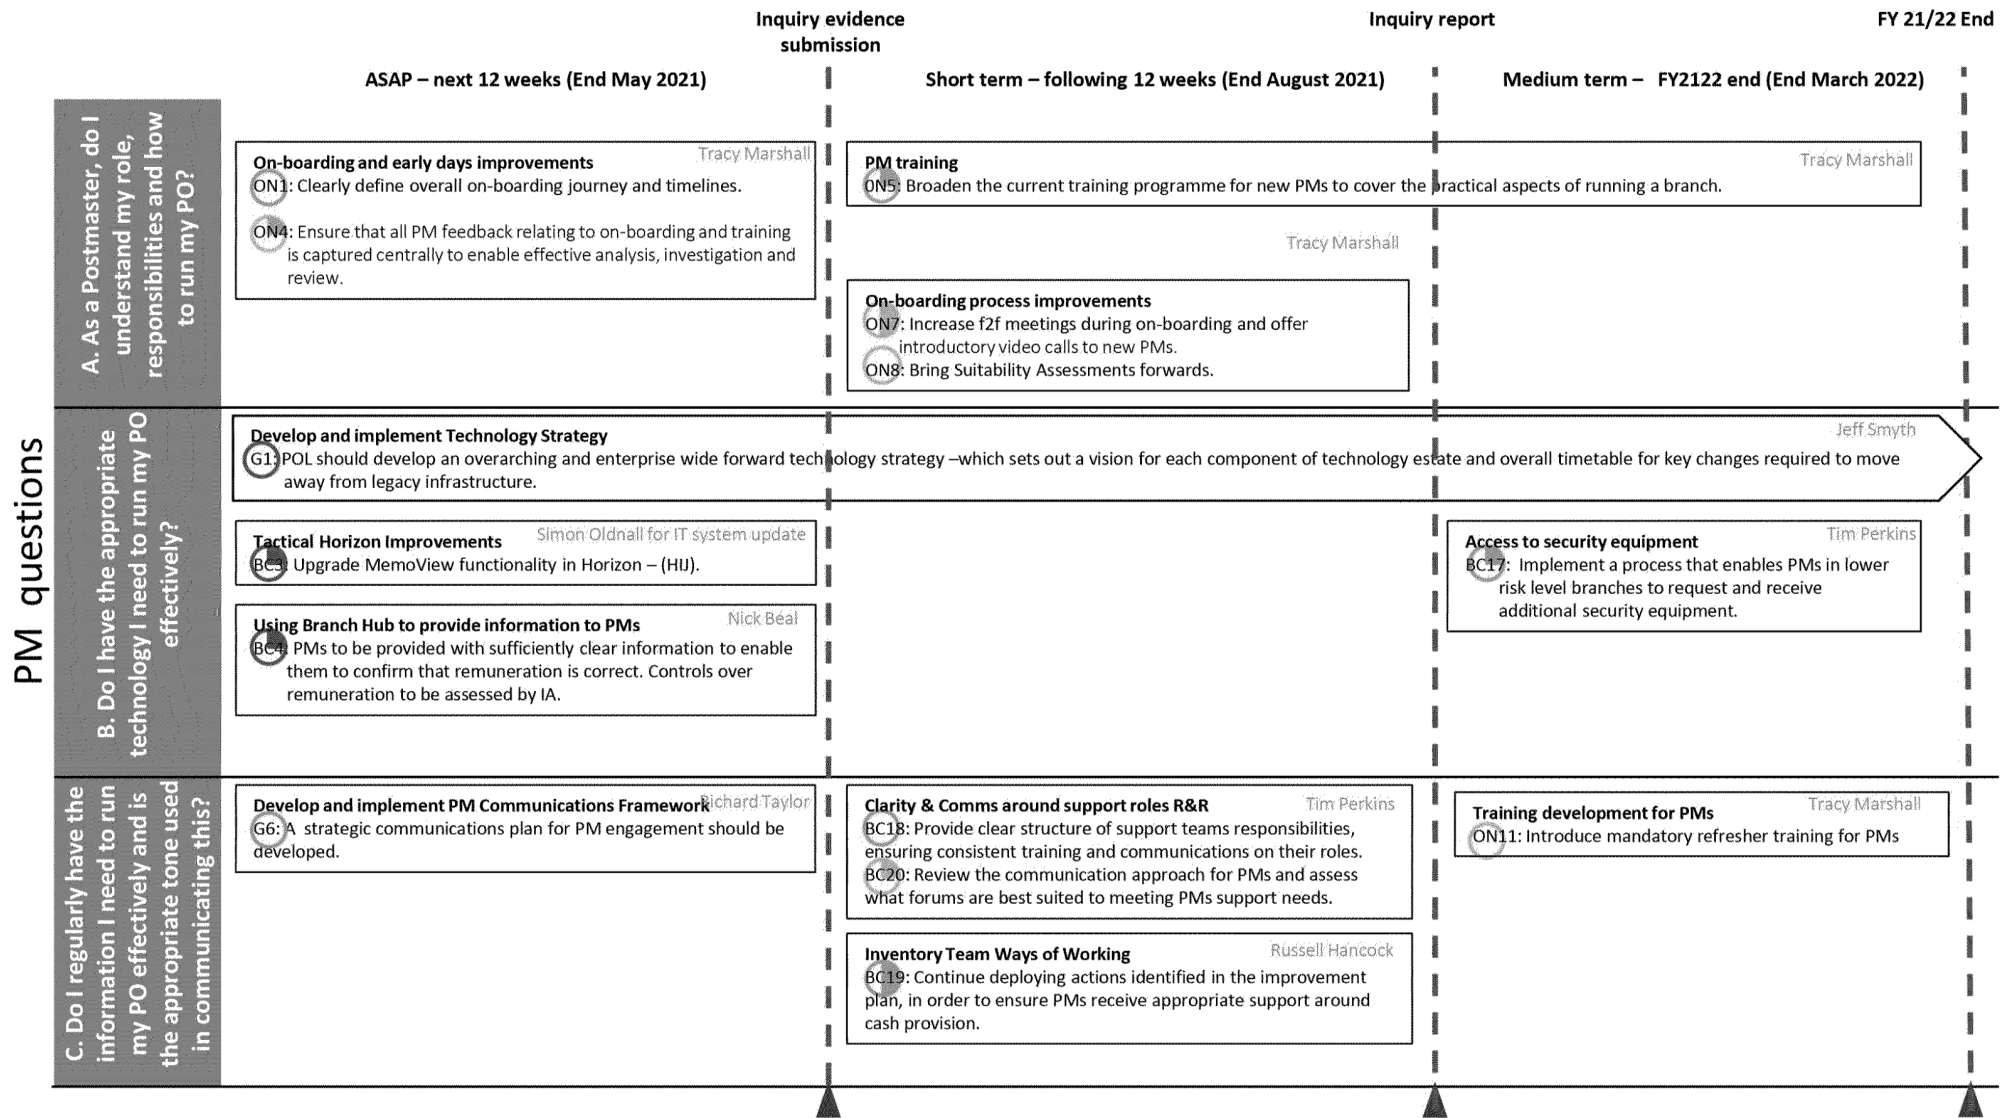 Inquiry evidence
submission
Inquiry report
FY 21/22 End
ASAP – next 12 weeks (End May 2021)
Short term – following 12 weeks (End August 2021)
Medium term – FY2122 end (End March 2022)
PM questions
A. As a Postmaster, do I
understand my role,
responsibilities and how
to run my PO?
On-boarding and early days improvements
Tracy Marshall
ON1: Clearly define overall on-boarding journey and timelines.
ON4: Ensure that all PM feedback relating to on-boarding and training
is captured centrally to enable effective analysis, investigation and
review.
PM training
Tracy Marshall
ON5: Broaden the current training programme for new PMs to cover the practical aspects of running a branch.
Tracy Marshall
On-boarding process improvements
ON7: Increase f2f meetings during on-boarding and offer
introductory video calls to new PMs.
ON8: Bring Suitability Assessments forwards.
B. Do I have the appropriate
technology I need to run my PO
effectively?
Develop and implement Technology Strategy
Jeff Smyth
G1: POL should develop an overarching and enterprise wide forward technology strategy –which sets out a vision for each component of technology estate and overall timetable for key changes required to move
away from legacy infrastructure.
Tactical Horizon Improvements
Simon Oldnall for IT system update
BC3: Upgrade MemoView functionality in Horizon – (HIJ).
Using Branch Hub to provide information to PMs
Nick Beal
BC4: PMs to be provided with sufficiently clear information to enable
them to confirm that remuneration is correct. Controls over
remuneration to be assessed by IA.
Access to security equipment
Tim Perkins
BC17: Implement a process that enables PMs in lower
risk level branches to request and receive
additional security equipment.
C. Do I regularly have the
information I need to run
my PO effectively and is
the appropriate tone used
in communicating this?
Develop and implement PM Communications Framework
Richard Taylor
G6: A strategic communications plan for PM engagement should be
developed.
Clarity & Comms around support roles R&R
Tim Perkins
BC18: Provide clear structure of support teams responsibilities,
ensuring consistent training and communications on their roles.
BC20: Review the communication approach for PMs and assess
what forums are best suited to meeting PMs support needs.
Inventory Team Ways of Working
Russell Hancock
BC19: Continue deploying actions identified in the improvement
plan, in order to ensure PMs receive appropriate support around
cash provision.
Training development for PMs
Tracy Marshall
ON11: Introduce mandatory refresher training for PMs